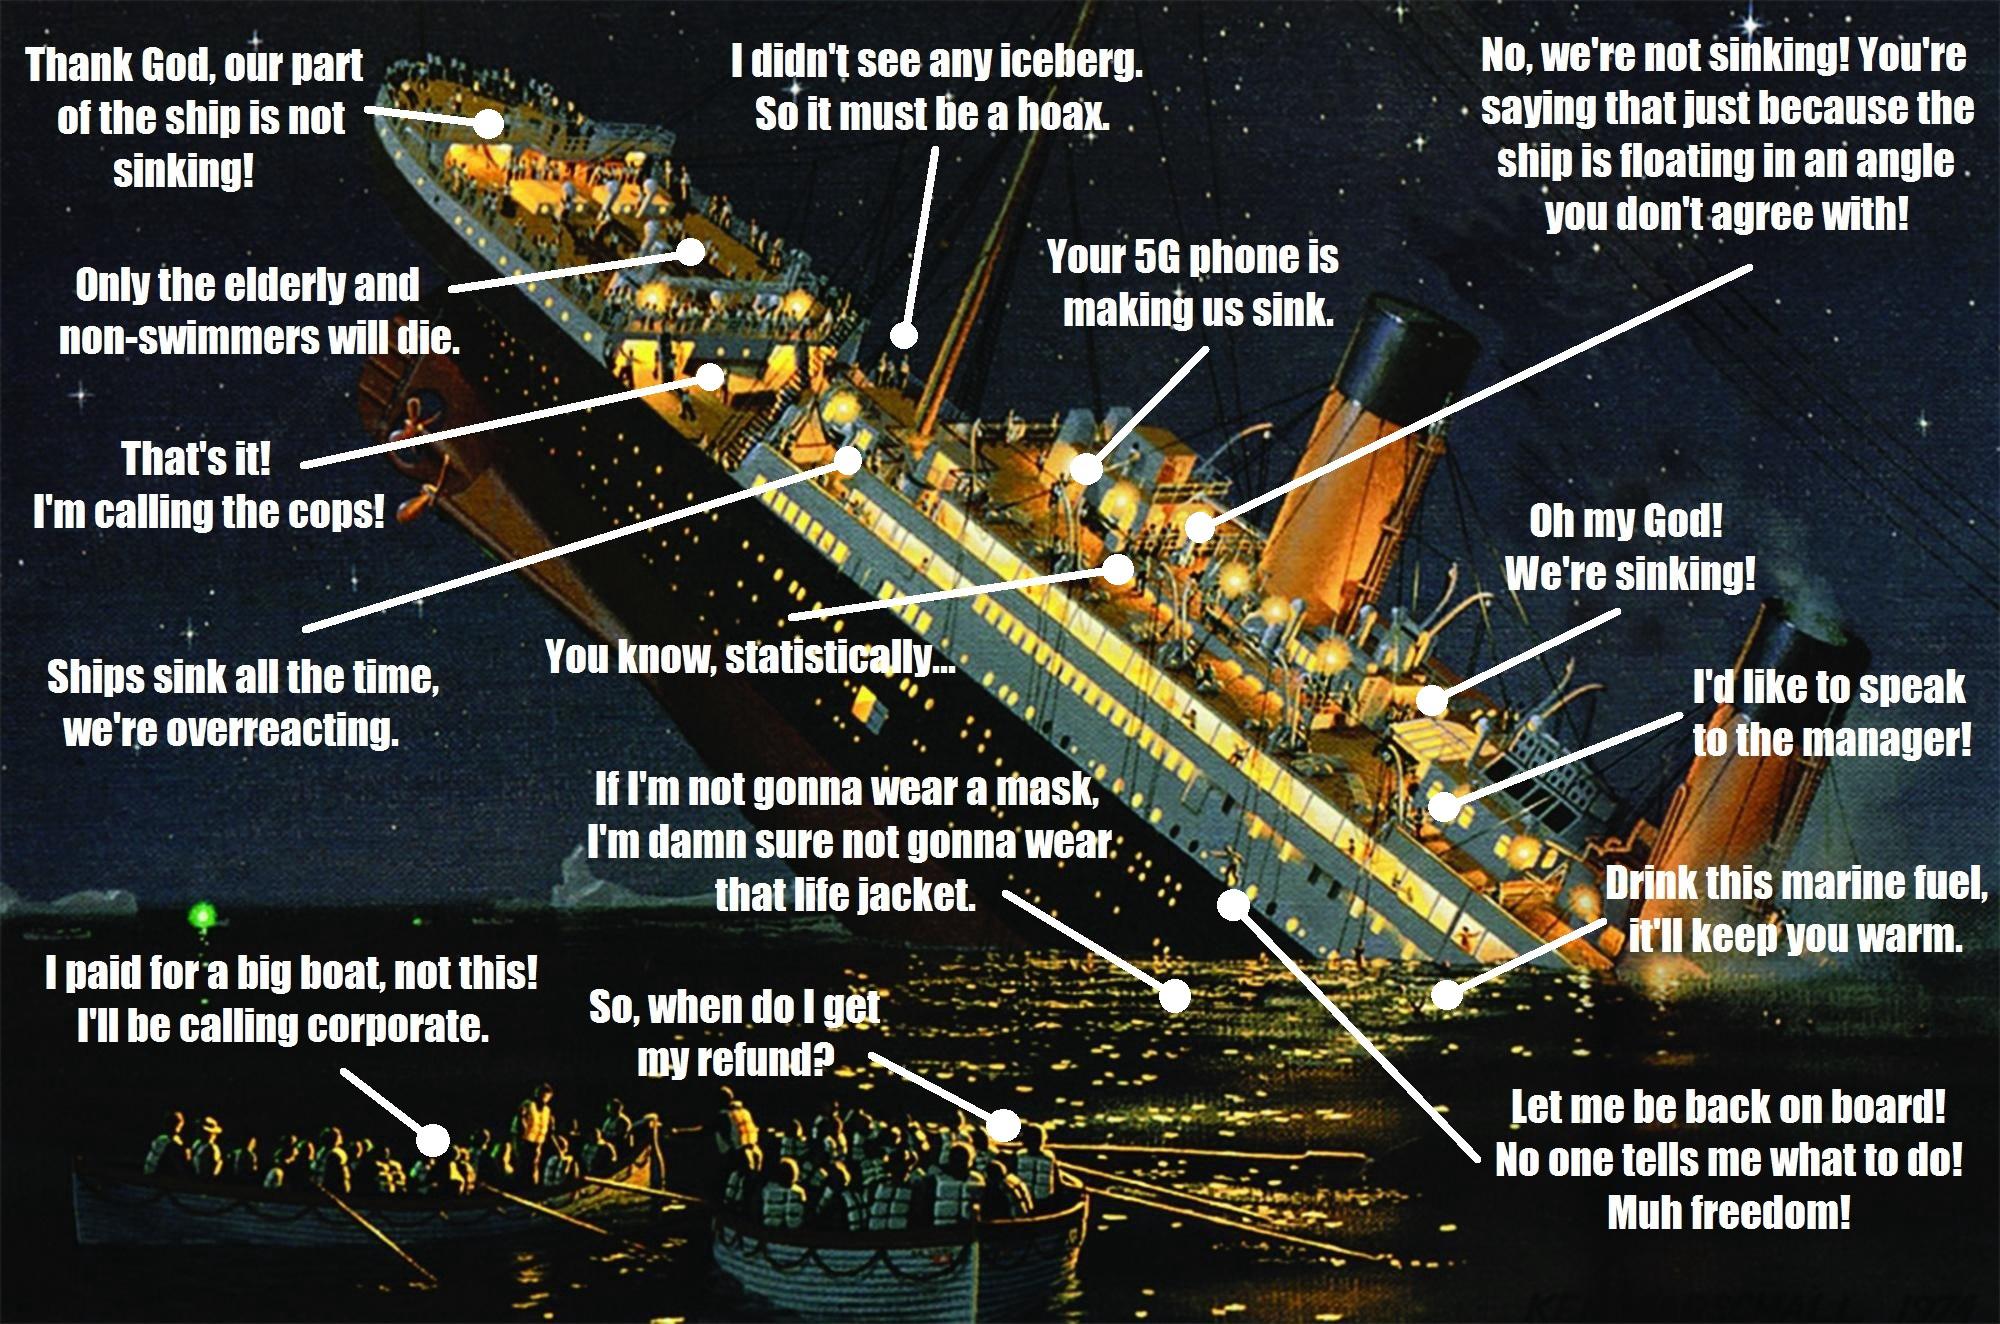 Thank God, our part
of the ship is not
sinking!
I didn't see any iceberg.
So it must be a hoax.
No, we're not sinking! You're
saying that just because the
ship is floating in an angle
you don't agree with!
Your 5G phone is
making us sink.
Only the elderly and
non-swimmers will die.
That's it!
I'm calling the cops!
Oh my God!
We're sinking!
Ships sink all the time,
we're overreacting.
You know, statistically...
I'd like to speak
to the manager!
If I'm not gonna wear a mask,
I'm damn sure not gonna wear
that life jacket.
Drink this marine fuel,
it'll keep you warm.
I paid for a big boat, not this!
I'll be calling corporate.
So, when do I get
my refund?
Let me be back on board!
No one tells me what to do!
Muh freedom!